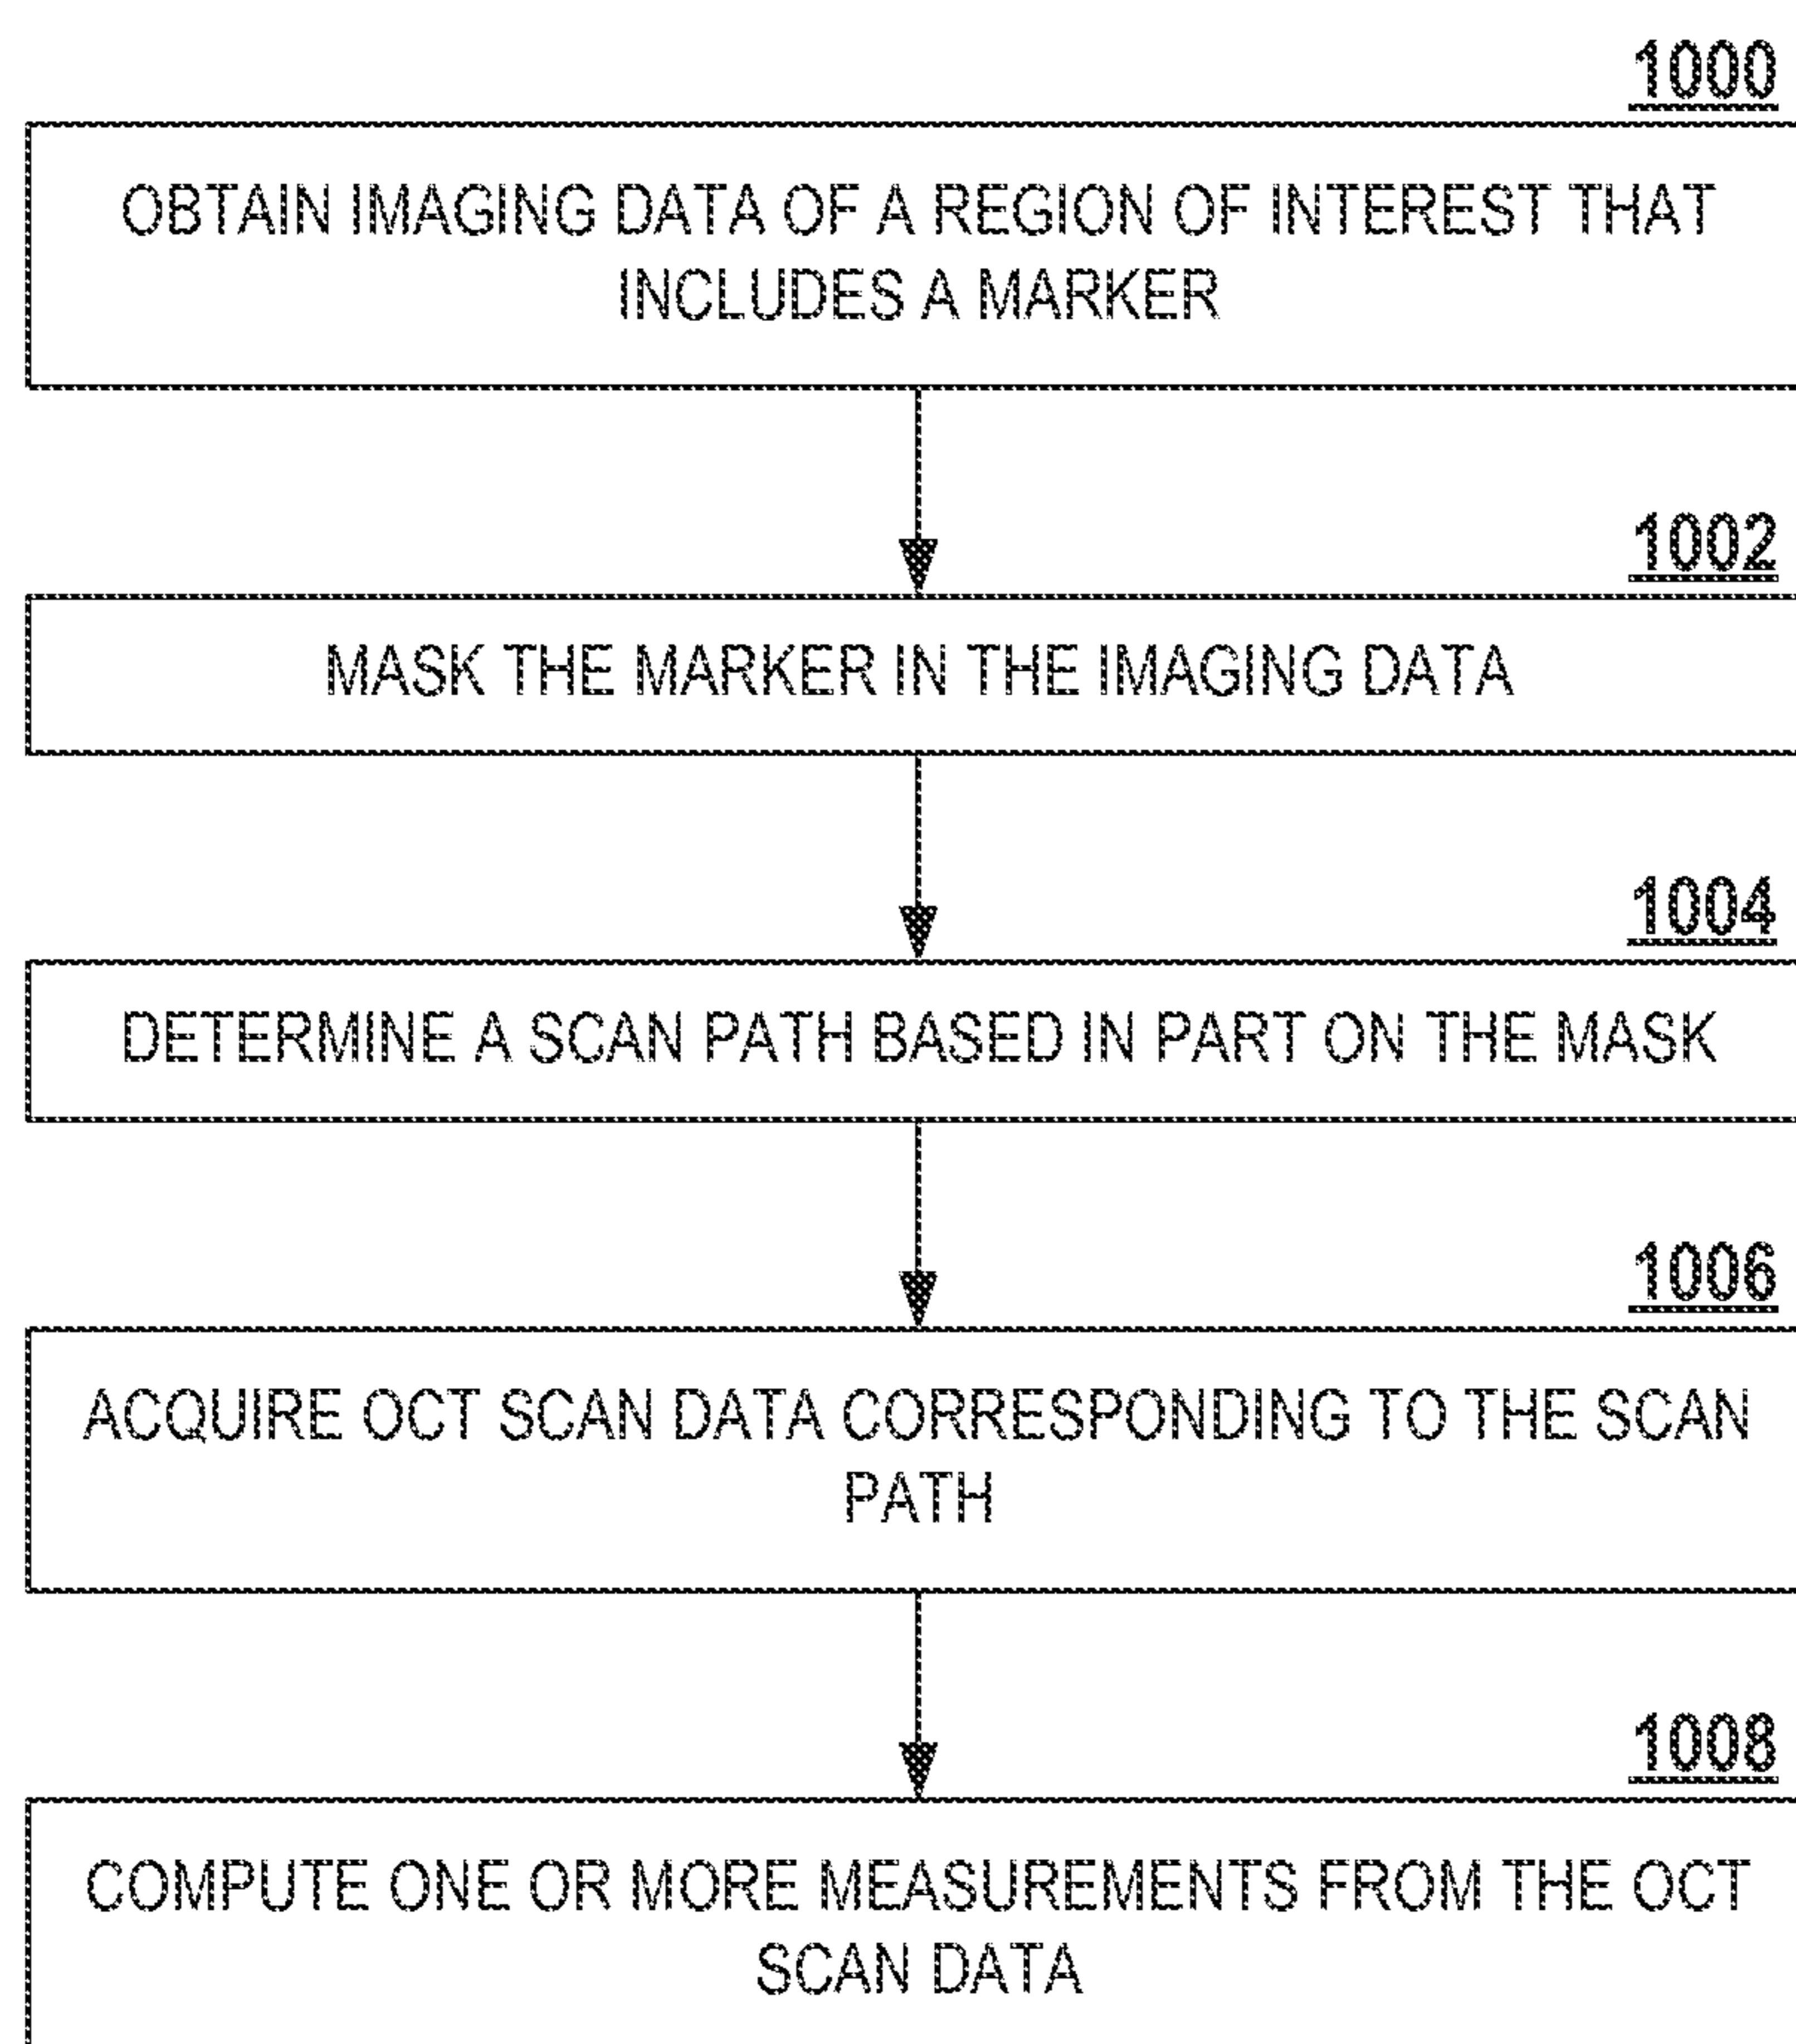 1000
OBTAIN IMAGING DATA OF A REGION OF INTEREST THAT
INCLUDES A MARKER
1002
MASK THE MARKER IN THE IMAGING DATA
1004
DETERMINE A SCAN PATH BASED IN PART ON THE MASK
1006
ACQUIRE OCT SCAN DATA CORRESPONDING TO THE SCAN
PATH
1008
COMPUTE ONE OR MORE MEASUREMENTS FROM THE OCT
SCAN DATA